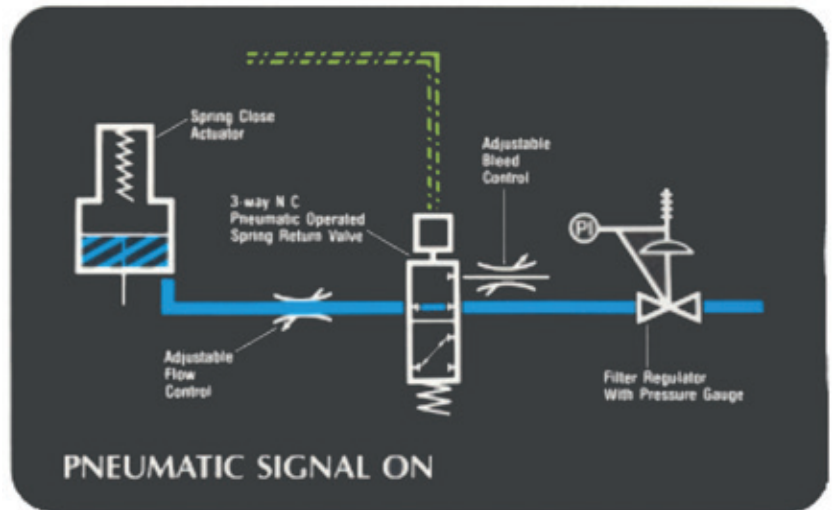 Spring Close
Actuator
Adjustable
Bleed
Control
3-way N C
Pneumatic Operated
Spring Return Valve
PI
Adjustable
Flow
Control
Filter Regulator
With Pressure Gauge
PNEUMATIC SIGNAL ON